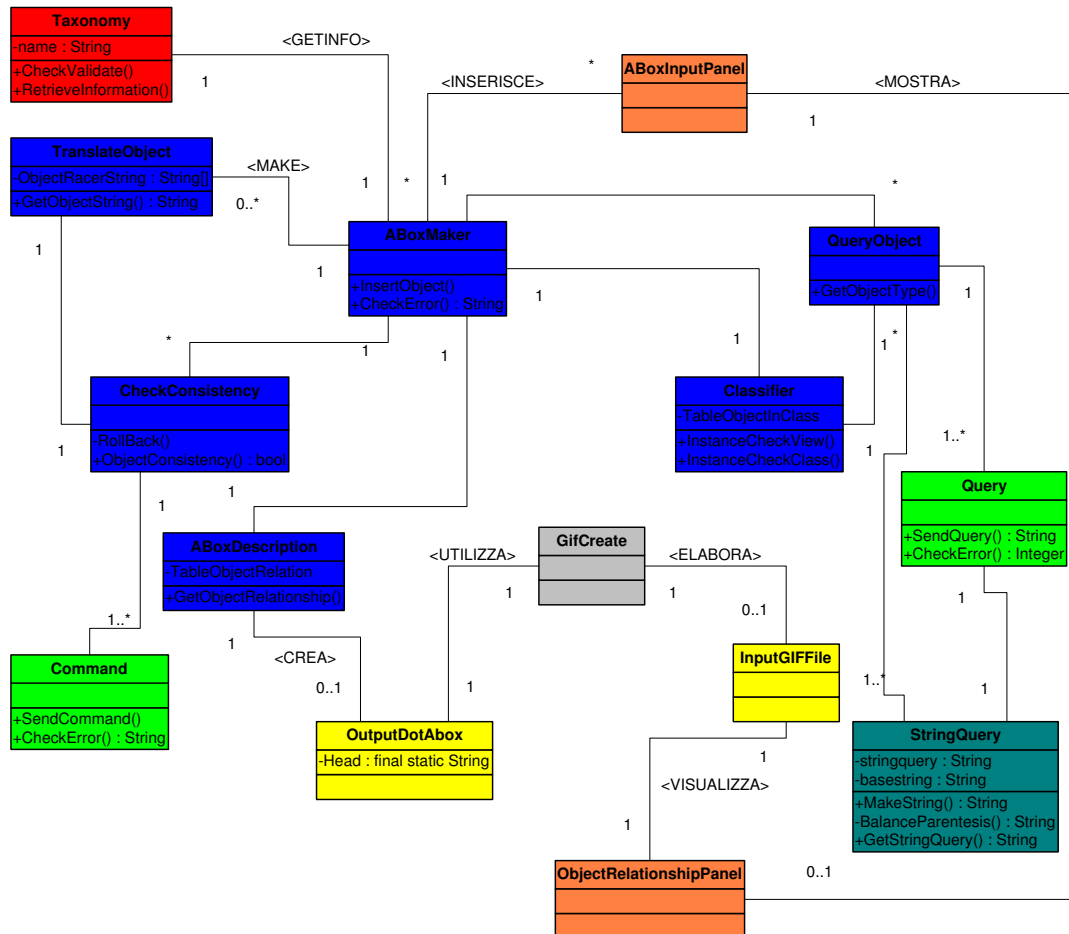 Taxonomy
-name : String
+CheckValidate()
+RetrieveInformation()
1
<GETINFO>
1
<INSERISCE>
*
*
1
ABoxInputPanel
<MOSTRA>
1
TranslateObject
-ObjectRacerString : String[]
+GetObjectString() : String
<MAKE>
0..*
1
1
ABoxMaker
+InsertObject()
+CheckError() : String
1
*
QueryObject
+GetObjectType()
1
1
*
1
1
*
1
CheckConsistency
RollBack()
+ObjectConsistency() : bool
1
1
1
1
Classifier
-TableObjectInClass
+InstanceCheckView()
+InstanceCheckClass()
1
1..*
Query
+SendQuery() : String
+CheckError() : Integer
1
ABoxDescription
-TableObjectRelation
+GetObjectRelationship()
1
<UTILIZZA>
1
GifCreate
<ELABORA>
1
0..1
1..*
Command
+SendCommand()
+CheckError() : String
<CREA>
0..1
1
InputGIFFile
1
1..*
1
OutputDotAbox
-Head : final static String
<VISUALIZZA>
1
StringQuery
-stringquery : String
-basestring : String
+MakeString() : String
-BalanceParentesis() : String
+GetStringQuery() : String
ObjectRelationshipPanel
0..1